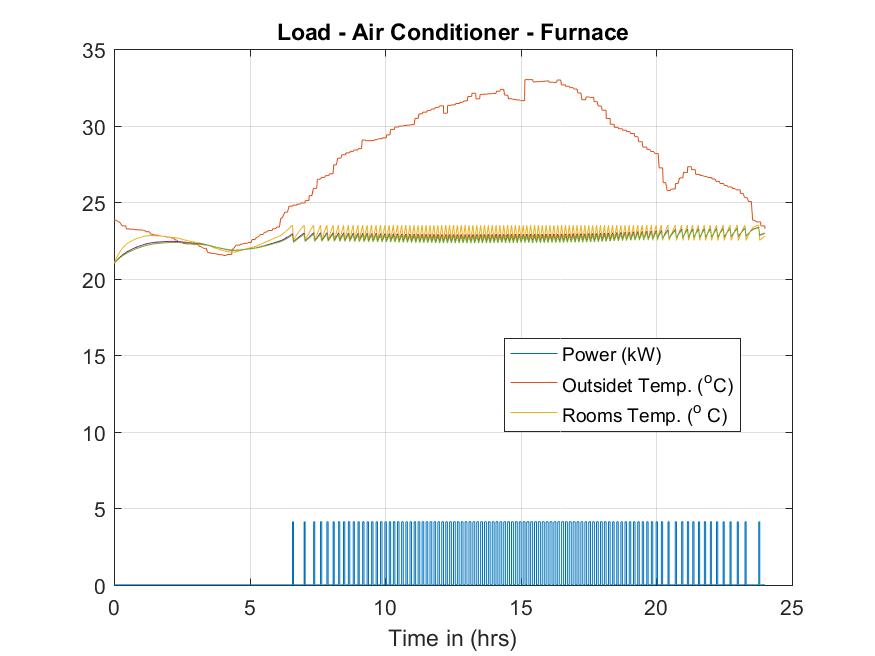 Load - Air Conditioner - Furnace
35
30
25
20
15
10
5
0
Power (kW)
Outsidet Temp. (°C)
Rooms Temp. (° C)
0 5 10 15 20 25
Time in (hrs)